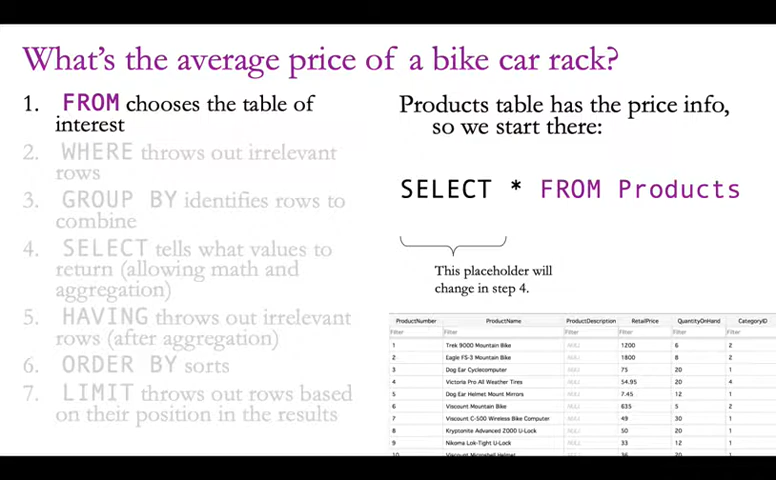 What's the average price of a bike car rack?
1. FROM chooses the table of
interest
2. WHERE throws out irrelevant
rows
3. GROUP BY identifies rows to
combine
4. SELECT tells what values to
return (allowing math and
aggregation)
5. HAVING throws out irrelevant
rows (after aggregation)
6. ORDER BY sorts
7. LIMIT throws out rows based
on their position in the results
Products table has the price info,
so we start there:
SELECT * FROM Products
This placeholder will
change in step 4.
ProductNumber ProductName ProductDescription RetailPrice QuantityOnHand CategoryID
Filter Filter Filter Filter Filter Filter
1 Trek 9000 Mountain Bike NULL 1200 6 2
2 Eagle FS-3 Mountain Bike NULL 1800 8 2
3 Dog Ear Cyclecomputer NULL 75 20 1
4 Victoria Pro All Weather Tires NULL 54.95 20 4
5 Dog Ear Helmet Mount Mirrors NULL 7.45 12 1
6 Viscount Mountain Bike NULL 635 5 2
7 Viscount C-500 Wireless Bike Computer NULL 49 30 1
8 Kryptonite Advanced 2000 U-Lock NULL 50 20 1
9 Nikoma Lok-Tight U-Lock NULL 33 12 1
10 Viscount Microshell Helmet NULL 36 20 1